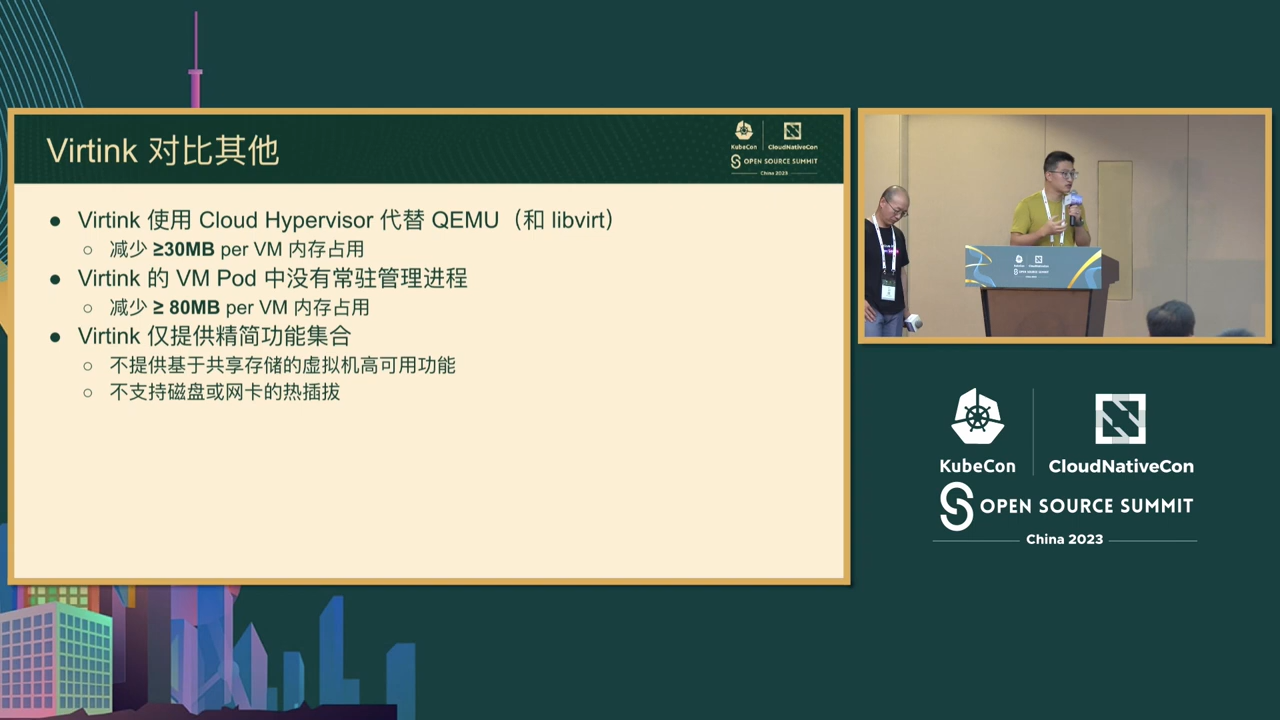 Virtink 对比其他
KubeCon
CloudNativeCon
OPEN SOURCE SUMMIT
China 2023
● Virtink 使用 Cloud Hypervisor 代替 QEMU（和 libvirt）
○ 减少 ≥30MB per VM 内存占用
● Virtink 的 VM Pod 中没有常驻管理进程
○ 减少 ≥ 80MB per VM 内存占用
● Virtink 仅提供精简功能集合
○ 不提供基于共享存储的虚拟机高可用功能
○ 不支持磁盘或网卡的热插拔
KubeCon
CloudNativeCon
OPEN SOURCE SUMMIT
China 2023